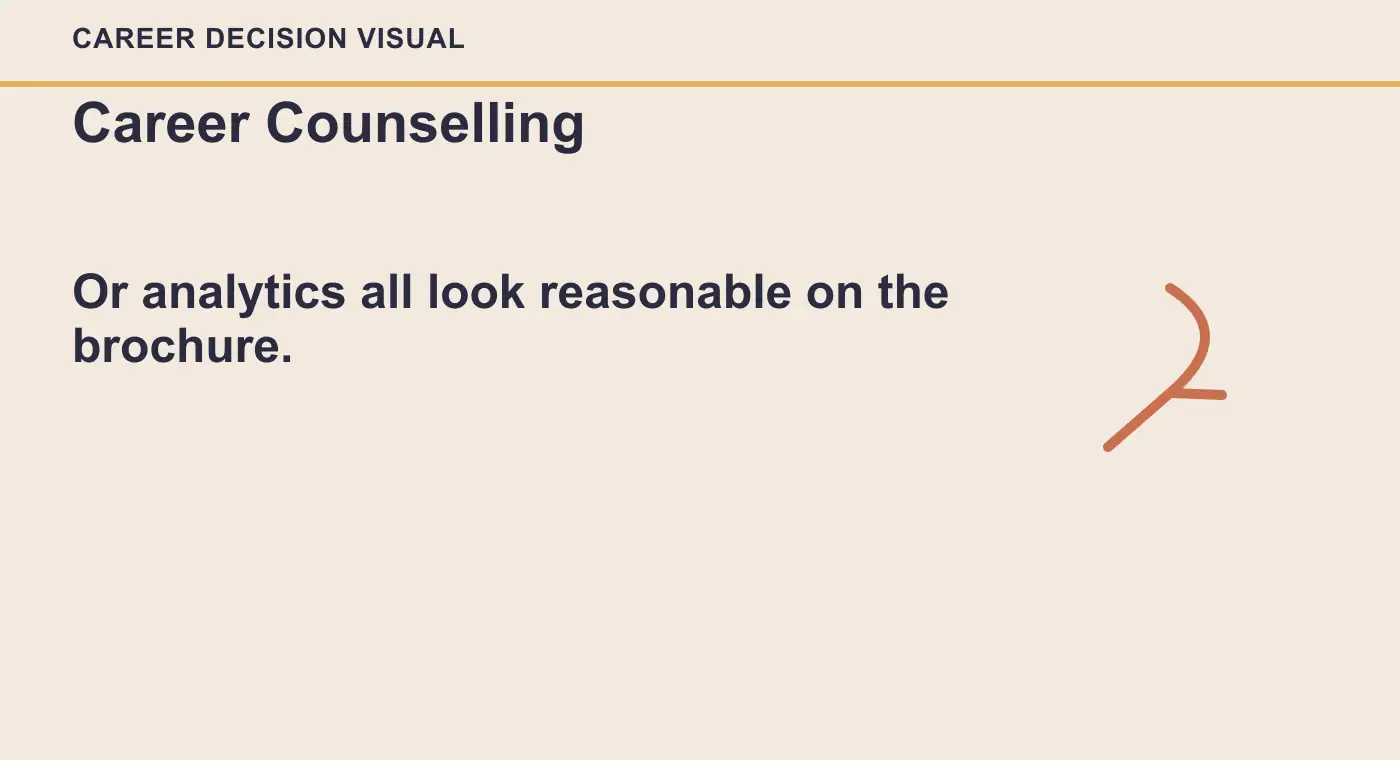 CAREER DECISION VISUAL
Career Counselling
Or analytics all look reasonable on the
brochure.